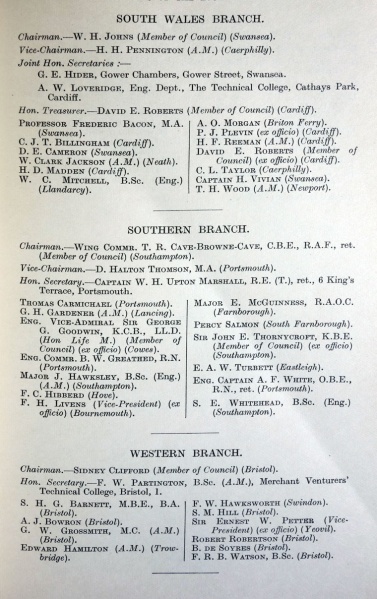 SOUTH WALES BRANCH.
Chairman.—W. H. JOHNS (Member of Council) (Swansea).
Vice-Chairman.—H. H. PENNINGTON (A.M.) (Caerphilly).
Joint Hon. Secretaries :—
G. E. HIDER, Gower Chambers, Gower Street, Swansea.
A. W. LOVERIDGE, Eng. Dept., The Technical College, Cathays Park,
Cardiff.
Hon. Treasurer.—DAVID E. ROBERTS (Member of Council) (Cardiff).
PROFESSOR FREDERIC BACON, M.A.
(Swansea).
C. J. T. BILLINGHAM (Cardiff).
D. E. CAMERON (Swansea).
W. CLARK JACKSON (A.M.) (Neath).
H. D. MADDEN (Cardiff).
W. C. MITCHELL, B.Sc. (Eng.)
(Llandarcy).
A. O. MORGAN (Briton Ferry).
P. J. PLEVIN (ex officio) (Cardiff).
H. F. REEMAN (A.M.) (Cardiff).
DAVID E. ROBERTS (Member of
Council) (ex officio) (Cardiff).
C. L. TAYLOR (Caerphilly).
CAPTAIN H. VIVIAN (Swansea).
T. H. WOOD (A.M.) (Newport).
SOUTHERN BRANCH.
Chairman.—WING COMMR. T. R. CAVE-BROWNE-CAVE, C.B.E., R.A.F., ret.
(Member of Council) (Southampton).
Vice-Chairman.—D. HALTON THOMSON, M.A. (Portsmouth).
Hon. Secretary.—CAPTAIN W. H. UPTON MARSHALL, R.E. (T.), ret., 6 King's
Terrace, Portsmouth.
THOMAS CARMICHAEL (Portsmouth).
G. H. GARDENER (A.M.) (Lancing).
ENG. VICE-ADMIRAL SIR GEORGE
G. GOODWIN, K.C.B., LL.D.
(Hon Life M.) (Member of
Council) (ex officio) (Cowes).
ENG. COMMR. B. W. GREATHED, R.N.
(Portsmouth).
MAJOR J. HAWKSLEY, B.Sc. (Eng.)
(A.M.) (Southampton).
F. C. HIBBERD (Hove).
F. H. LIVENS (Vice-President) (ex
officio) (Bournemouth).
MAJOR E. MCGUINNESS, R.A.O.C.
(Farnborough).
PERCY SALMON (South Farnborough).
SIR JOHN E. THORNYCROFT, K.B.E.
(Member of Council) (ex officio)
(Southampton).
E. A. W. TURBETT (Eastleigh).
ENG. CAPTAIN A. F. WHITE, O.B.E.,
R.N., ret. (Portsmouth).
S. E. WHITEHEAD, B.Sc. (Eng.)
(Southampton).
WESTERN BRANCH.
Chairman.—SIDNEY CLIFFORD (Member of Council) (Bristol).
Hon. Secretary.—F. W. PARTINGTON, B.Sc. (A.M.), Merchant Venturers'
Technical College, Bristol, 1.
S. H. G. BARNETT, M.B.E., B.A.
(Bristol).
A. J. BOWRON (Bristol).
G. W. GROSSMITH, M.C. (A.M.)
(Bristol).
EDWARD HAMILTON (A.M.) (Trow-
bridge).
F. W. HAWKSWORTH (Swindon).
S. M. HILL (Bristol).
SIR ERNEST W. PETTER (Vice-
President) (ex officio) (Yeovil).
ROBERT ROBERTSON (Bristol).
B. DE SOYRES (Bristol).
F. R. B. WATSON, B.Sc. (Bristol).